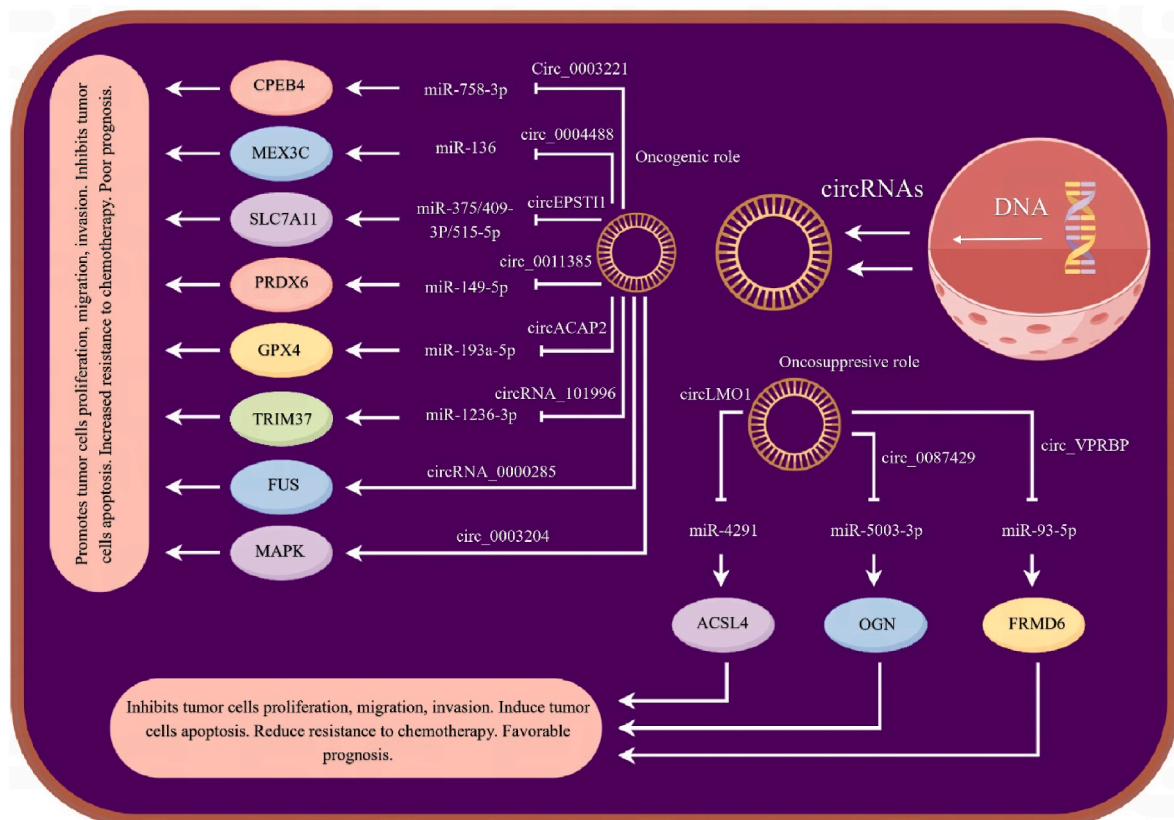 Promotes tumor cells proliferation, migration, invasion. Inhibits tumor
cells apoptosis. Increased resistance to chemotherapy. Poor prognosis.
CPEB4
miR-758-3p
Circ_0003221
MEX3C
miR-136
circ_0004488
Oncogenic role
SLC7A11
miR-375/409-
3P/515-5p
circEPSTI1
PRDX6
miR-149-5p
circ_0011385
GPX4
miR-193a-5p
circACAP2
TRIM37
miR-1236-3p
circRNA_101996
FUS
circRNA_0000285
MAPK
circ_0003204
circRNAs
DNA
Oncosuppresive role
circLMO1
circ_0087429
circ_VPRBP
miR-4291
miR-5003-3p
miR-93-5p
ACSL4
OGN
FRMD6
Inhibits tumor cells proliferation, migration, invasion. Induce tumor
cells apoptosis. Reduce resistance to chemotherapy. Favorable
prognosis.